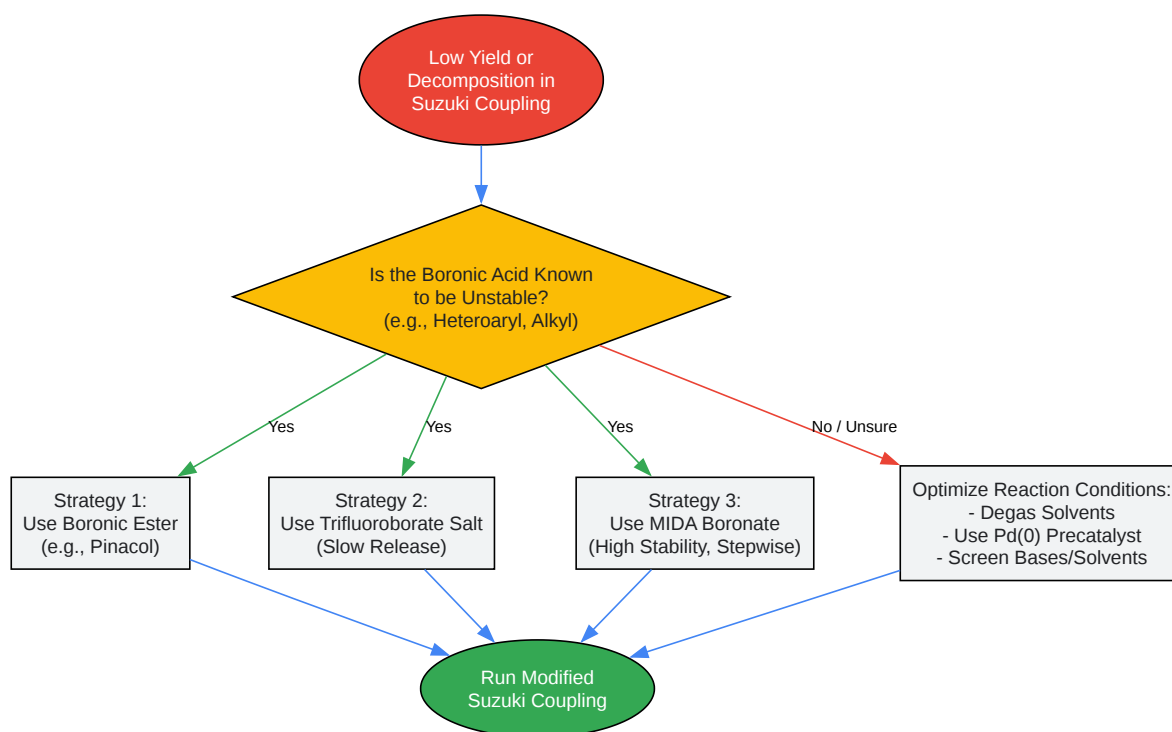 Low Yield or
Decomposition in
Suzuki Coupling
Is the Boronic Acid Known
to be Unstable?
(e.g., Heteroaryl, Alkyl)
Yes
Yes
Yes
No / Unsure
Strategy 1:
Use Boronic Ester
(e.g., Pinacol)
Strategy 2:
Use Trifluoroborate Salt
(Slow Release)
Strategy 3:
Use MIDA Boronate
(High Stability, Stepwise)
Optimize Reaction Conditions:
- Degas Solvents
- Use Pd(0) Precatalyst
- Screen Bases/Solvents
Run Modified
Suzuki Coupling